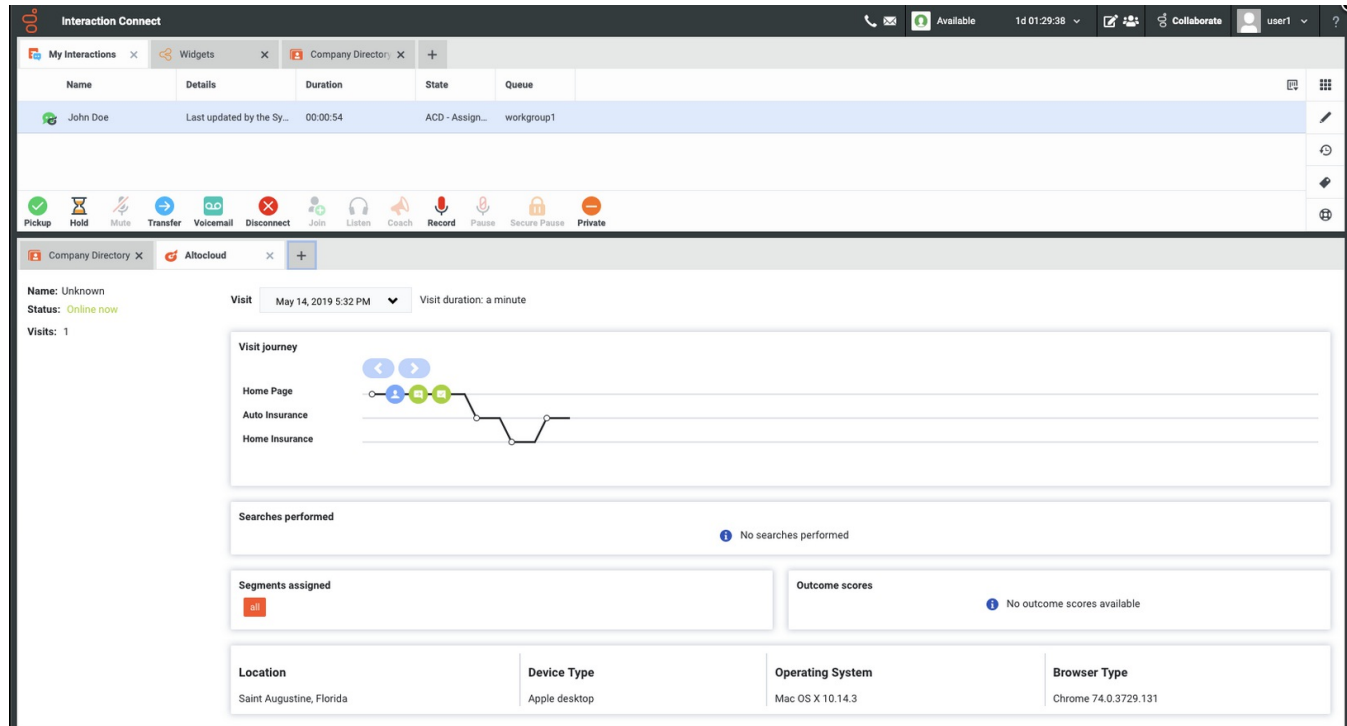 Interaction Connect
Available
1d 01:29:38
Collaborate
user1
?
My Interactions
Widgets
Company Director
+
Name Details Duration State Queue
John Doe Last updated by the Sy... 00:00:54 ACD - Assign... workgroup1
Pickup Hold Mute Transfer Voicemail Disconnect Join Listen Coach Record Pause Secure Pause Private
Company Directory
Altocloud
+
Name: Unknown
Status: Online now
Visits: 1
Visit May 14, 2019 5:32 PM Visit duration: a minute
Visit journey
Home Page
Auto Insurance
Home Insurance
Searches performed
No searches performed
Segments assigned
all
Outcome scores
No outcome scores available
Location Device Type Operating System Browser Type
Saint Augustine, Florida Apple desktop Mac OS X 10.14.3 Chrome 74.0.3729.131